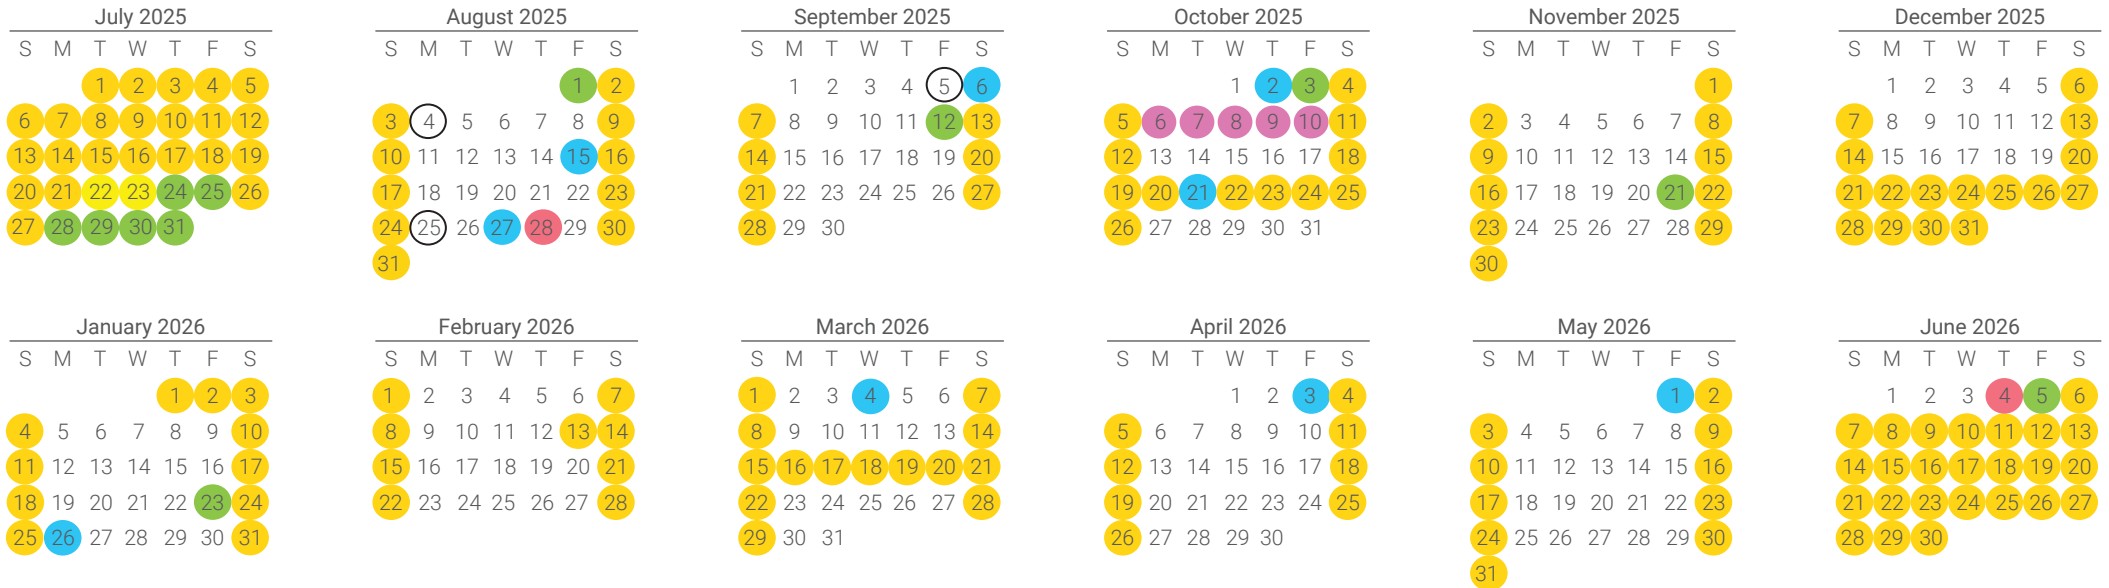 July 2025
S M T W T F S
1 2 3 4 5
6 7 8 9 10 11 12
13 14 15 16 17 18 19
20 21 22 23 24 25 26
27 28 29 30 31
August 2025
S M T W T F S
1 2
3 4 5 6 7 8 9
10 11 12 13 14 15 16
17 18 19 20 21 22 23
24 25 26 27 28 29 30
31
September 2025
S M T W T F S
1 2 3 4 5 6
7 8 9 10 11 12 13
14 15 16 17 18 19 20
21 22 23 24 25 26 27
28 29 30
October 2025
S M T W T F S
1 2 3 4
5 6 7 8 9 10 11
12 13 14 15 16 17 18
19 20 21 22 23 24 25
26 27 28 29 30 31
November 2025
S M T W T F S
1
2 3 4 5 6 7 8
9 10 11 12 13 14 15
16 17 18 19 20 21 22
23 24 25 26 27 28 29
30
December 2025
S M T W T F S
1 2 3 4 5 6
7 8 9 10 11 12 13
14 15 16 17 18 19 20
21 22 23 24 25 26 27
28 29 30 31
January 2026
S M T W T F S
1 2 3
4 5 6 7 8 9 10
11 12 13 14 15 16 17
18 19 20 21 22 23 24
25 26 27 28 29 30 31
February 2026
S M T W T F S
1 2 3 4 5 6 7
8 9 10 11 12 13 14
15 16 17 18 19 20 21
22 23 24 25 26 27 28
March 2026
S M T W T F S
1 2 3 4 5 6 7
8 9 10 11 12 13 14
15 16 17 18 19 20 21
22 23 24 25 26 27 28
29 30 31
April 2026
S M T W T F S
1 2 3 4
5 6 7 8 9 10 11
12 13 14 15 16 17 18
19 20 21 22 23 24 25
26 27 28 29 30
May 2026
S M T W T F S
1 2
3 4 5 6 7 8 9
10 11 12 13 14 15 16
17 18 19 20 21 22 23
24 25 26 27 28 29 30
31
June 2026
S M T W T F S
1 2 3 4 5 6
7 8 9 10 11 12 13
14 15 16 17 18 19 20
21 22 23 24 25 26 27
28 29 30